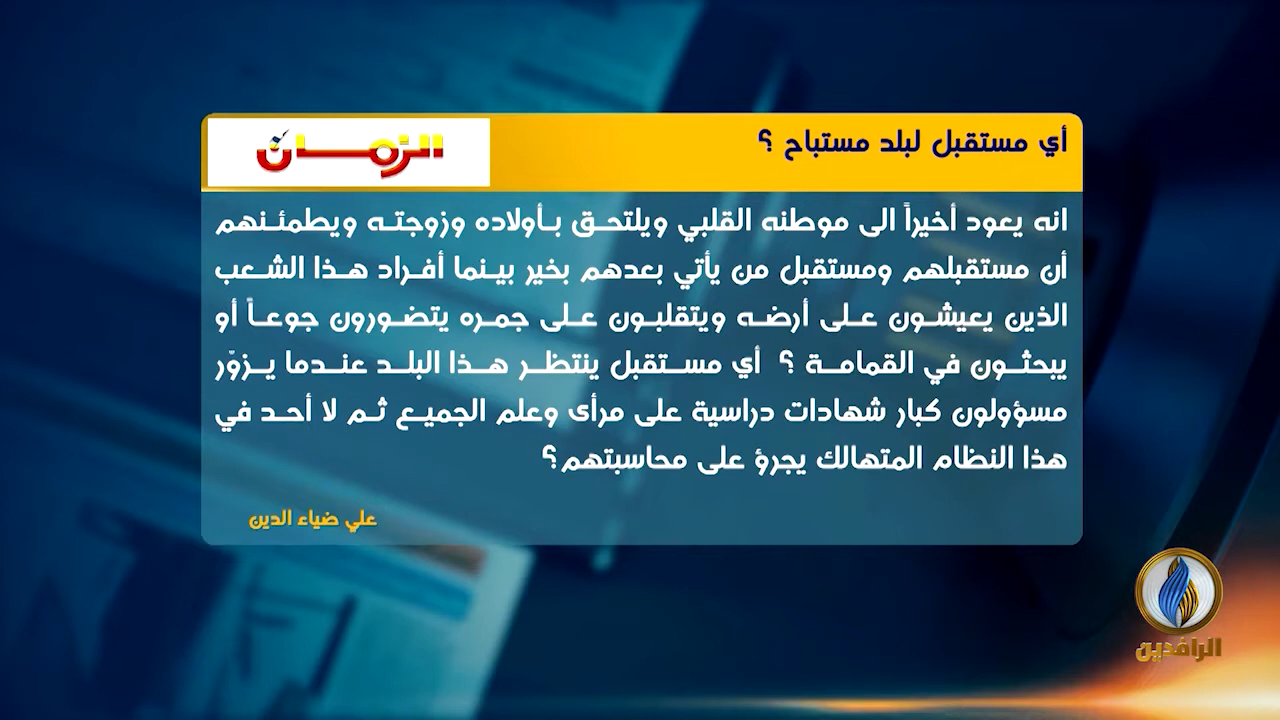 أي مستقبل لبلد مستباح ؟
الزمان
انه يعود أخيراً الى موطنه القلبي ويلتحق بأولاده وزوجته ويطمئنهم
أن مستقبلهم ومستقبل من يأتي بعدهم بخير بينما أفراد هذا الشعب
الذين يعيشون على أرضه ويتقلبون على جمره يتضورون جوعاً أو
يبحثون في القمامة ؟ أي مستقبل ينتظر هذا البلد عندما يزوّر
مسؤولون كبار شهادات دراسية على مرأى وعلم الجميع ثم لا أحد في
هذا النظام المتهالك يجرؤ على محاسبتهم؟
علي ضياء الدين
الرافدين